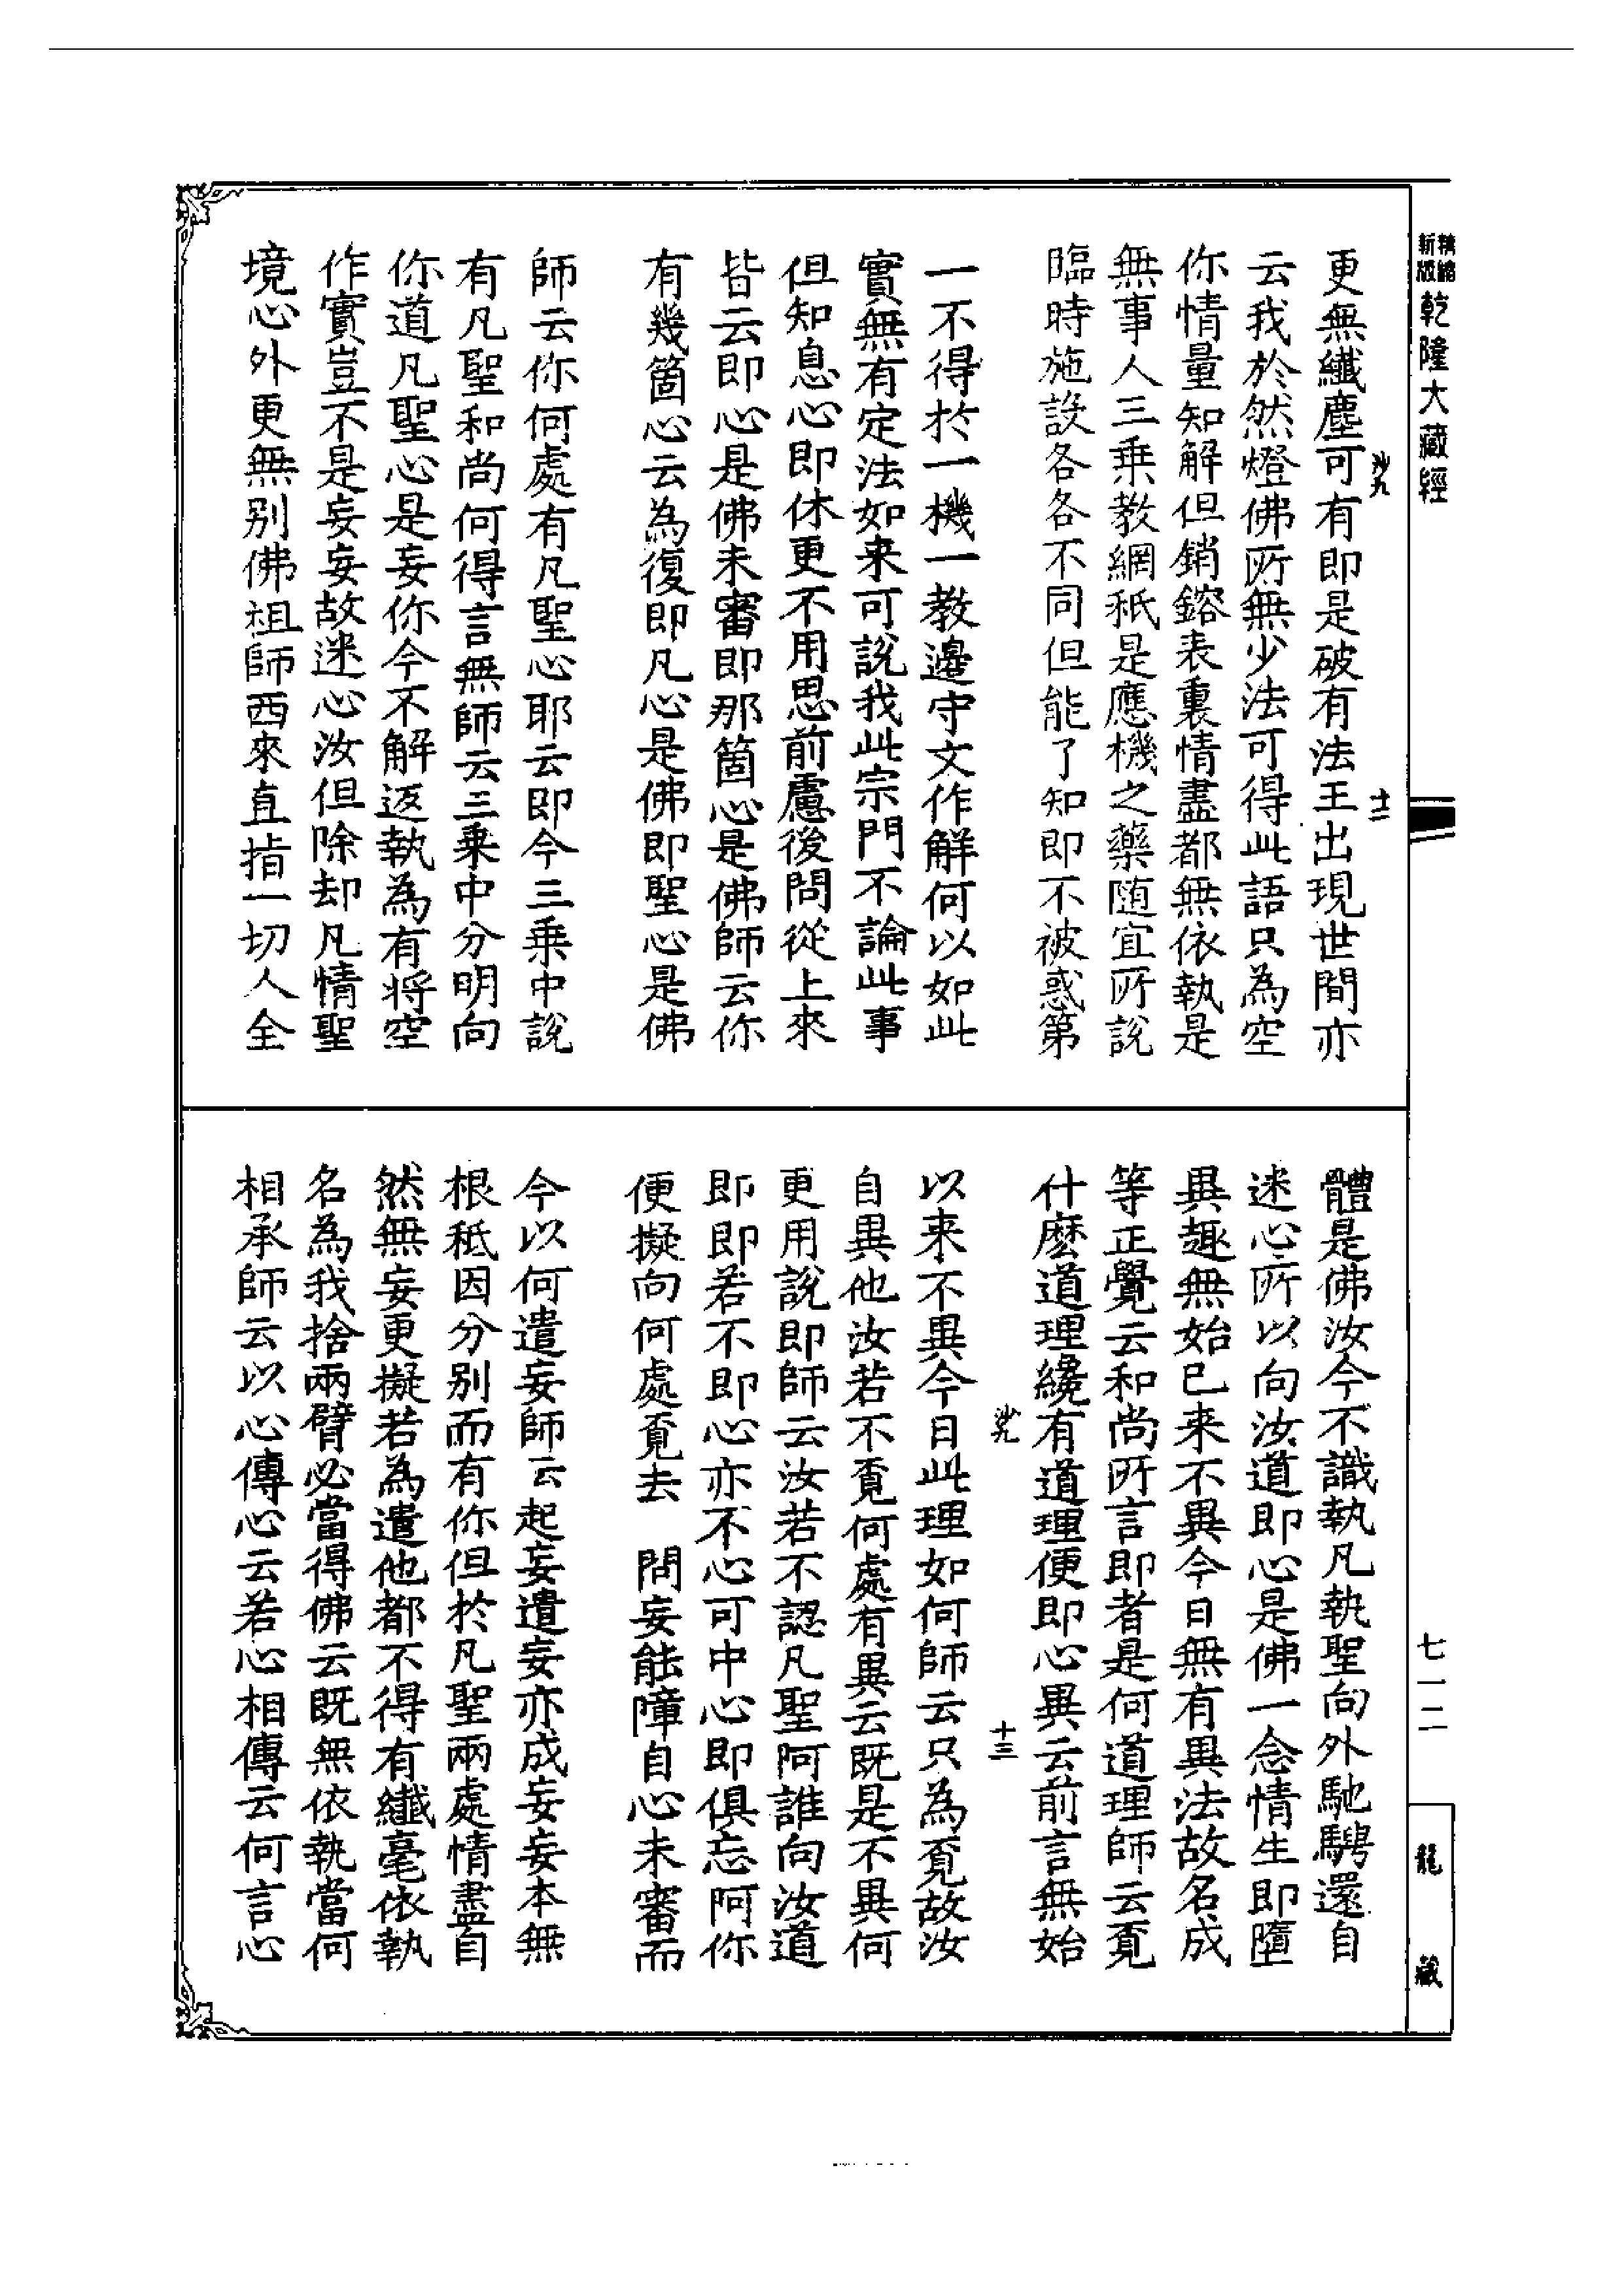 精縮新版乾隆大藏經
沙九
十二
更無纖塵可有即是破有法王出現世間亦
云我於然燈佛所無少法可得此語只為空
你情量知解但銷鎔表裏情盡都無依執是
無事人三乗教網秖是應機之藥隨宜所說
臨時施設各各不同但能了知即不被惑第
一不得於一機一教邊守文作解何以如此
實無有定法如来可說我此宗門不論此事
但知息心即休更不用思前慮後問從上來
皆云即心是佛未審即那箇心是佛師云你
有幾箇心云為復即凡心是佛即聖心是佛
師云你何處有凡聖心耶云即今三乗中說
有凡聖和尚何得言無師云三乗中分明向
你道凡聖心是妄你今不解返執為有将空
作實豈不是妄妄故迷心汝但除却凡情聖
境心外更無别佛祖師西來直指一切人全
體是佛汝今不識執凡執聖向外馳騁還自
迷心所以向汝道即心是佛一念情生即墮
異趣無始已来不異今日無有異法故名成
等正覺云和尚所言即者是何道理師云覔
什麽道理纔有道理便即心異云前言無始
沙九
十三
以来不異今日此理如何師云只為覔故汝
自異他汝若不覔何處有異云既是不異何
更用說即師云汝若不認凡聖阿誰向汝道
即即若不即心亦不心可中心即俱忘阿你
便擬向何處覔去　問妄能障自心未審而
今以何遣妄師云起妄遣妄亦成妄妄本無
根秪因分别而有你但於凡聖兩處情盡自
然無妄更擬若為遣他都不得有纖毫依執
名為我捨兩臂必當得佛云既無依執當何
相承師云以心傳心云若心相傳云何言心
七一二
龍藏